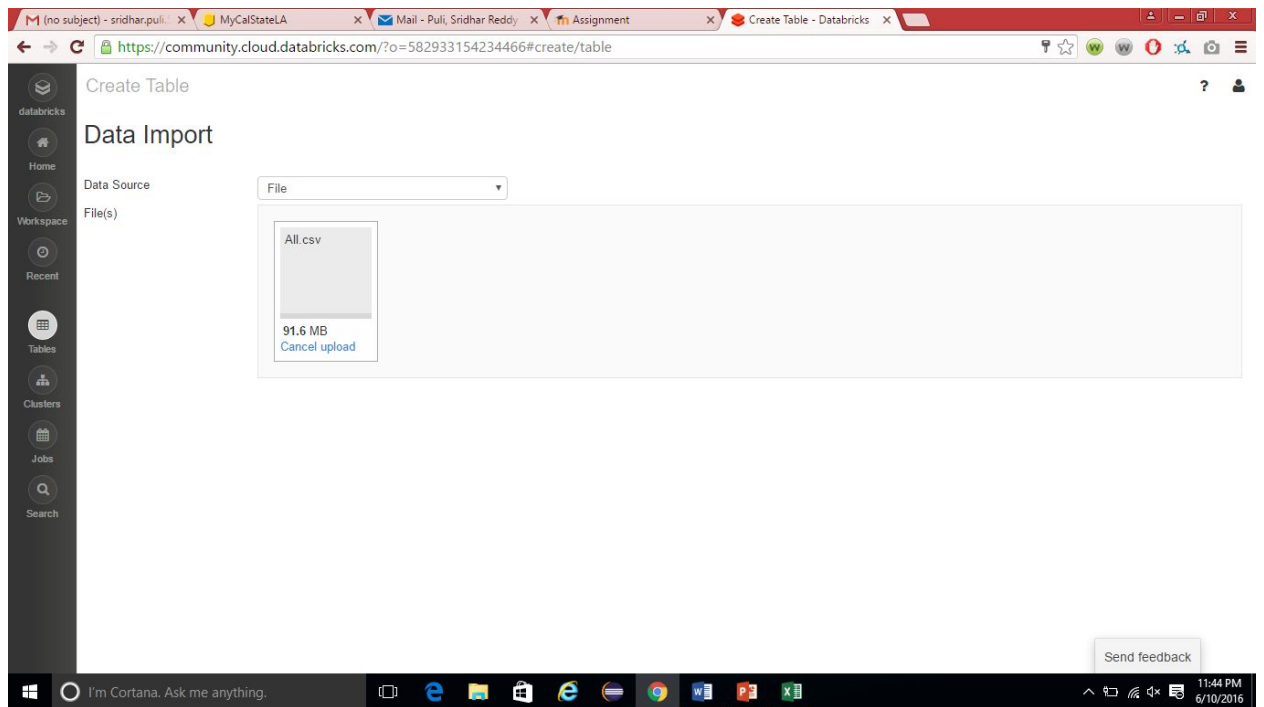 (no subject) - sridhar.puli.
MyCalStateLA
Mail - Puli, Sridhar Reddy
Assignment
Create Table - Databricks
https://community.cloud.databricks.com/?o=582933154234466#create/table
databricks
Home
Workspace
Recent
Tables
Clusters
Jobs
Search
Create Table
?
Data Import
Data Source
File
File(s)
All.csv
91.6 MB
Cancel upload
Send feedback
I'm Cortana. Ask me anything.
11:44 PM
6/10/2016